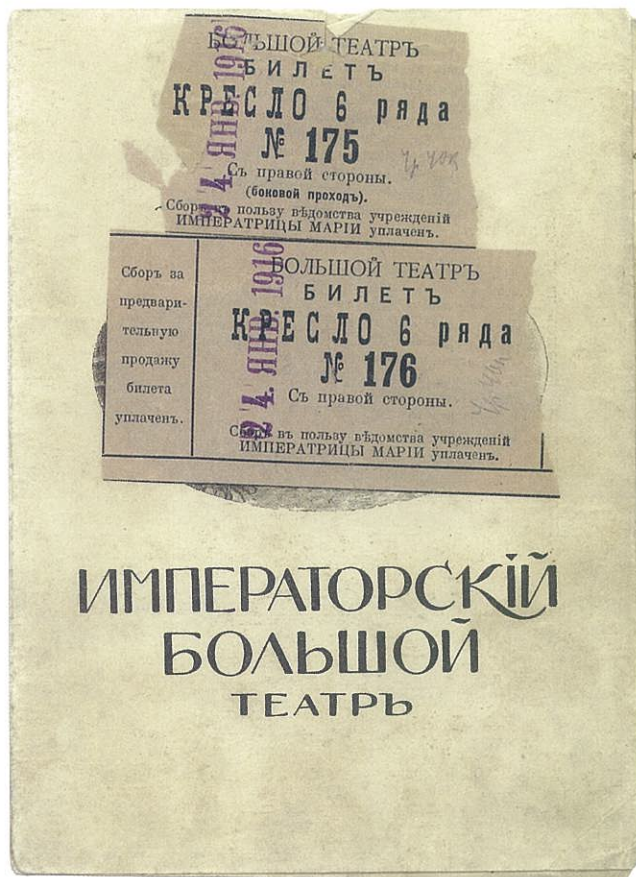 БОЛЬШОЙ ТЕАТРЪ
БИЛЕТЪ
КРЕСЛО 6 ряда
№ 175
Съ правой стороны.
(боковой проходъ).
Сборъ въ пользу вѣдомства учрежденій
ИМПЕРАТРИЦЫ МАРІИ уплаченъ.
24. ЯНВ. 1916
Сборъ за
предвари-
тельную
продажу
билета
уплаченъ.
БОЛЬШОЙ ТЕАТРЪ
БИЛЕТЪ
КРЕСЛО 6 ряда
№ 176
Съ правой стороны.
Сборъ въ пользу вѣдомства учрежденій
ИМПЕРАТРИЦЫ МАРІИ уплаченъ.
24. ЯНВ. 1916
ИМПЕРАТОРСКІЙ
БОЛЬШОЙ
ТЕАТРЪ